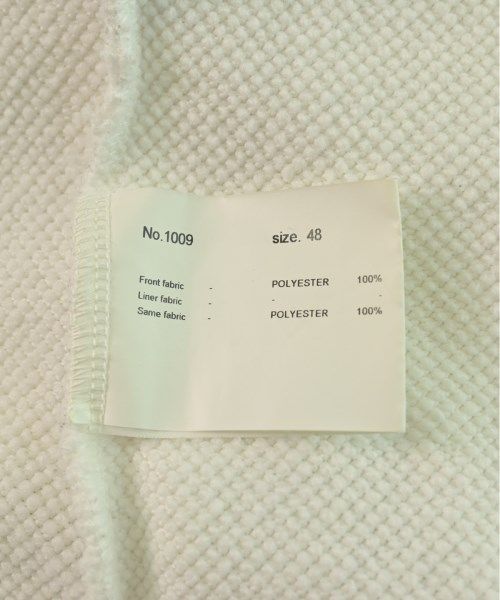 No.1009 size. 48
Front fabric - POLYESTER 100%
Liner fabric - - -
Same fabric - POLYESTER 100%